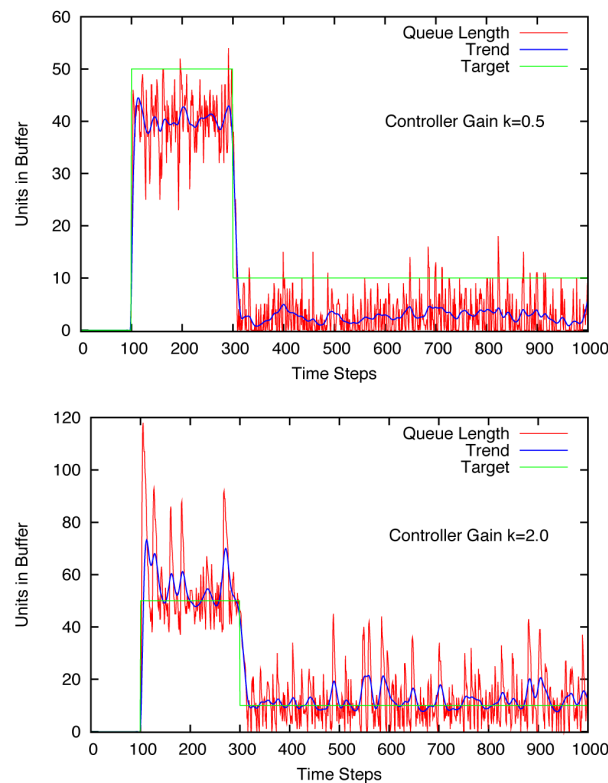 60
50
40
30
20
10
0
Units in Buffer
Queue Length
Trend
Target
Controller Gain k=0.5
0 100 200 300 400 500 600 700 800 900 1000
Time Steps
120
100
80
60
40
20
0
Units in Buffer
Queue Length
Trend
Target
Controller Gain k=2.0
0 100 200 300 400 500 600 700 800 900 1000
Time Steps